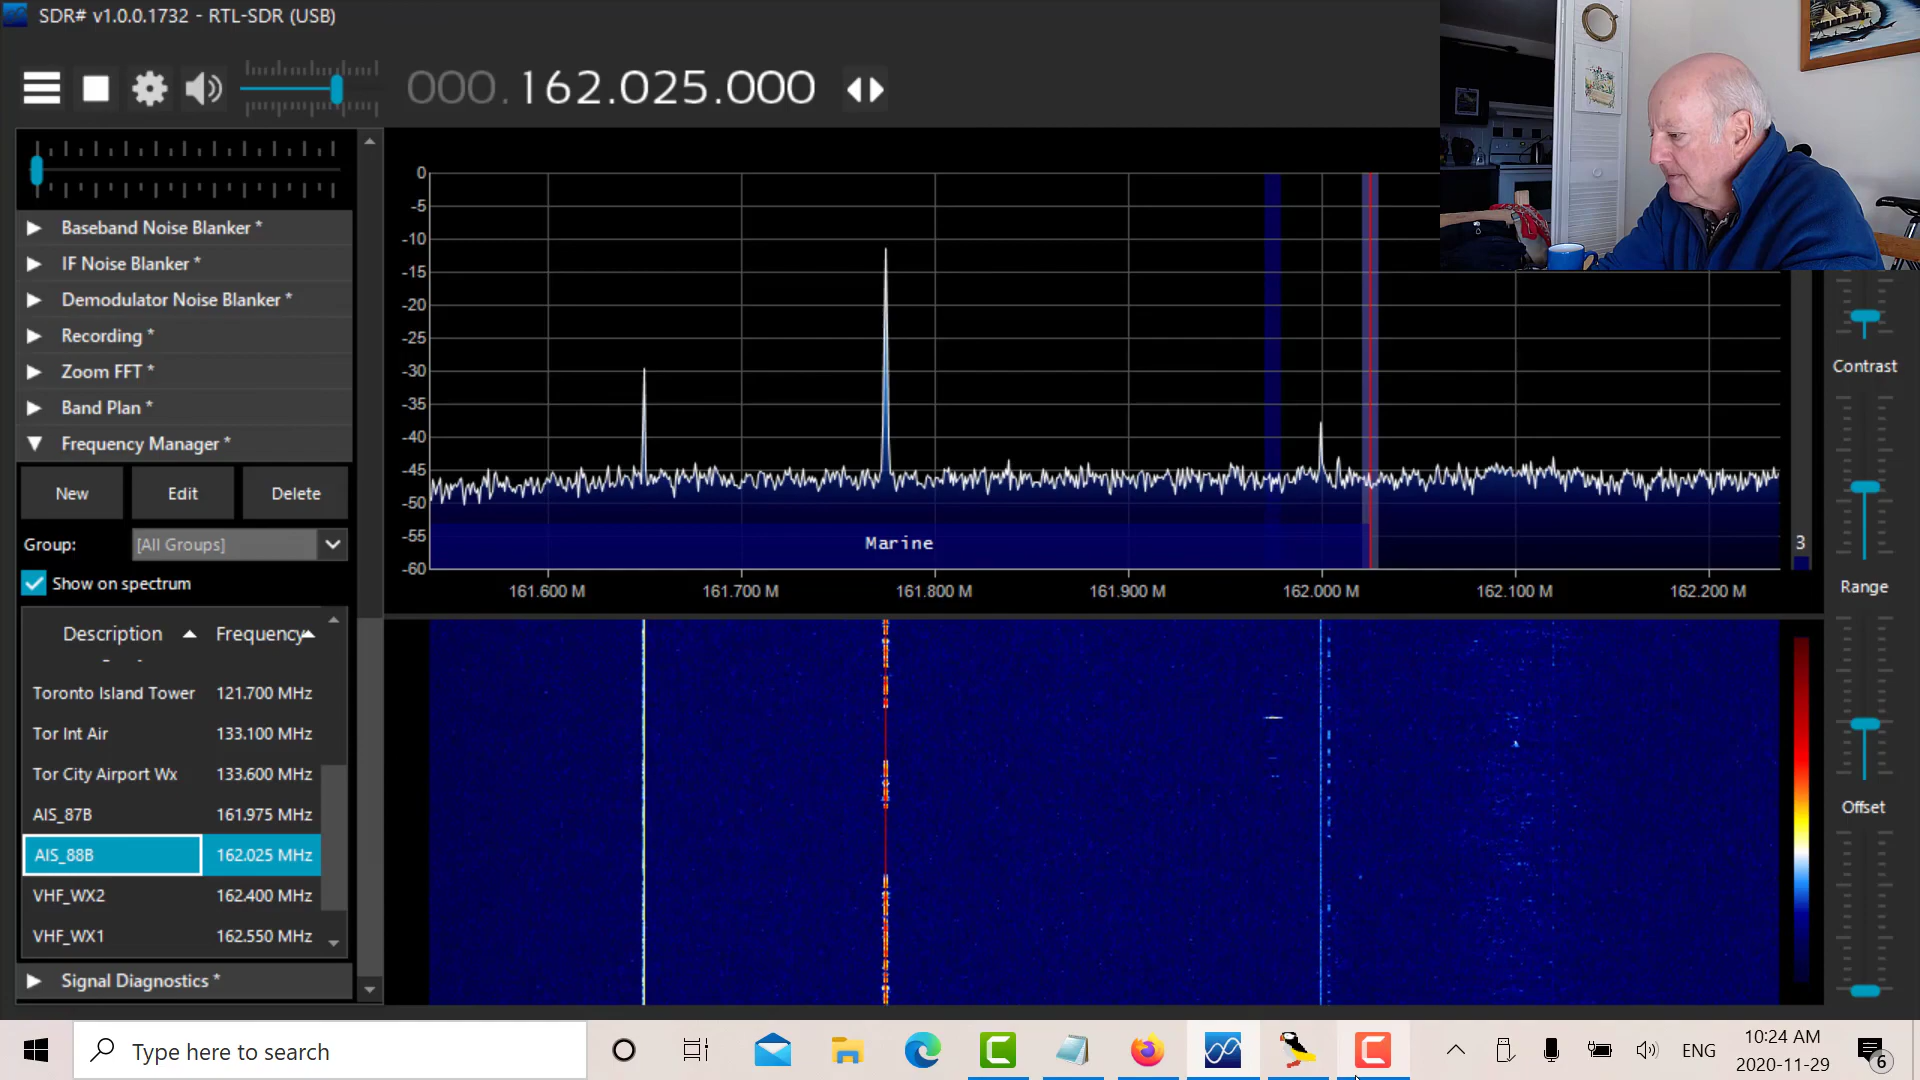 SDR# v1.0.0.1732 - RTL-SDR (USB)
000.162.025.000
Baseband Noise Blanker *
IF Noise Blanker *
Demodulator Noise Blanker *
Recording *
Zoom FFT *
Band Plan *
Frequency Manager *
New Edit Delete
Group: [All Groups]
Show on spectrum
Description Frequency
Toronto Island Tower 121.700 MHz
Tor Int Air 133.100 MHz
Tor City Airport Wx 133.600 MHz
AIS_87B 161.975 MHz
AIS_88B 162.025 MHz
VHF_WX2 162.400 MHz
VHF_WX1 162.550 MHz
Signal Diagnostics *
0
-5
-10
-15
-20
-25
-30
-35
-40
-45
-50
-55
-60
Marine
3
161.600 M 161.700 M 161.800 M 161.900 M 162.000 M 162.100 M 162.200 M
Contrast
Range
Offset
Type here to search
ENG
10:24 AM
2020-11-29
6